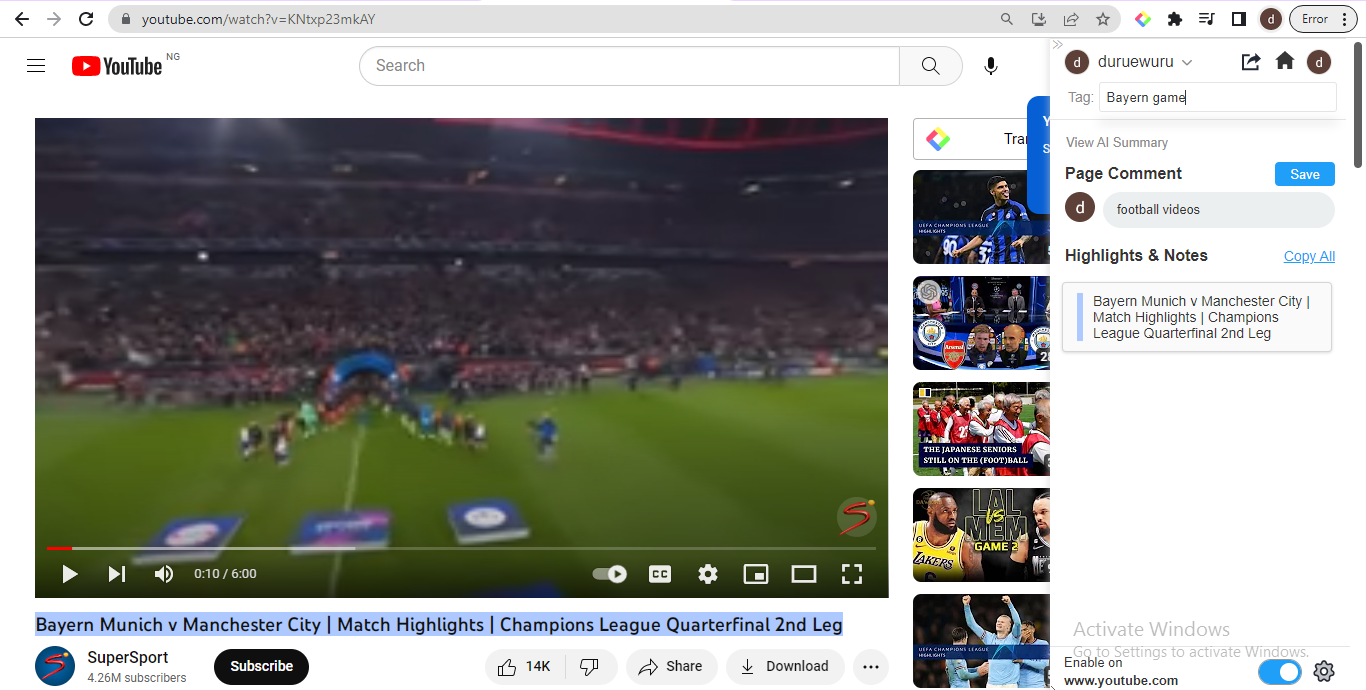 youtube.com/watch?v=KNtxp23mkAY
d
Error
YouTube NG
Search
d
duruewuru
d
Tag:
Bayern game
View AI Summary
Page Comment
Save
d
football videos
Highlights & Notes
Copy All
Bayern Munich v Manchester City |
Match Highlights | Champions
League Quarterfinal 2nd Leg
UEFA CHAMPIONS LEAGUE
HIGHLIGHTS
90
Arsenal
THE JAPANESE SENIORS
STILL ON THE (FOOT)BALL
LAL
VS
MEM
GAME 2
LAKERS
UEFA CHAMPIONS LEAGUE
HIGHLIGHTS
0:10 / 6:00
CC
Bayern Munich v Manchester City | Match Highlights | Champions League Quarterfinal 2nd Leg
SuperSport
4.26M subscribers
Subscribe
14K
Share
Download
Activate Windows
Go to Settings to activate Windows.
Enable on
www.youtube.com